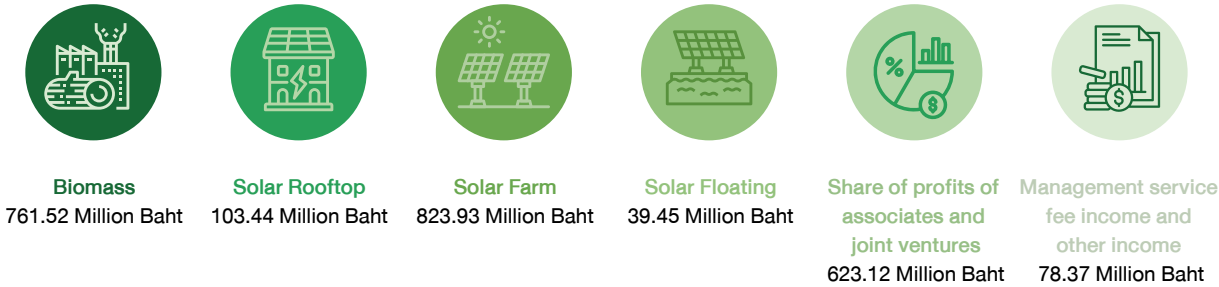 Biomass
761.52 Million Baht
Solar Rooftop
103.44 Million Baht
Solar Farm
823.93 Million Baht
Solar Floating
39.45 Million Baht
Share of profits of
associates and
joint ventures
623.12 Million Baht
Management service
fee income and
other income
78.37 Million Baht